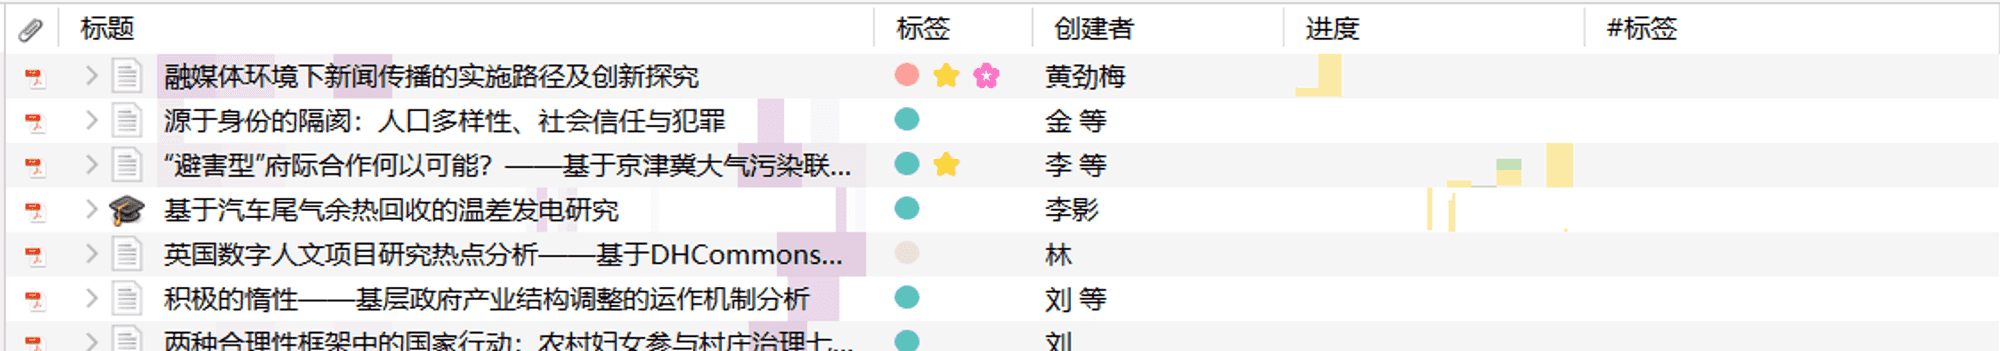 标题 标签 创建者 进度 #标签
融媒体环境下新闻传播的实施路径及创新探究 黄劲梅
源于身份的隔阂：人口多样性、社会信任与犯罪 金 等
“避害型”府际合作何以可能？——基于京津冀大气污染联... 李 等
基于汽车尾气余热回收的温差发电研究 李影
英国数字人文项目研究热点分析——基于DHCommons... 林
积极的惰性——基层政府产业结构调整的运作机制分析 刘 等
两种合理性框架中的国家行动：农村妇女参与村庄治理七... 刘